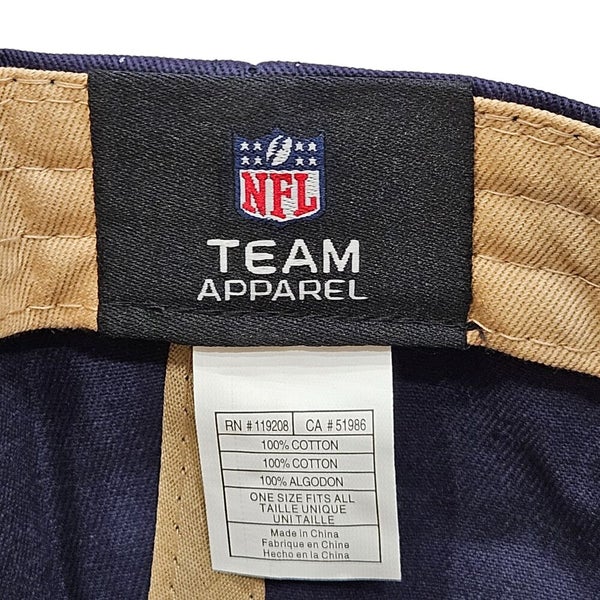 NFL
TEAM
APPAREL
RN # 119208 CA # 51986
100% COTTON
100% COTTON
100% ALGODON
ONE SIZE FITS ALL
TAILLE UNIQUE
UNI TAILLE
Made in China
Fabrique en Chine
Hecho en la China